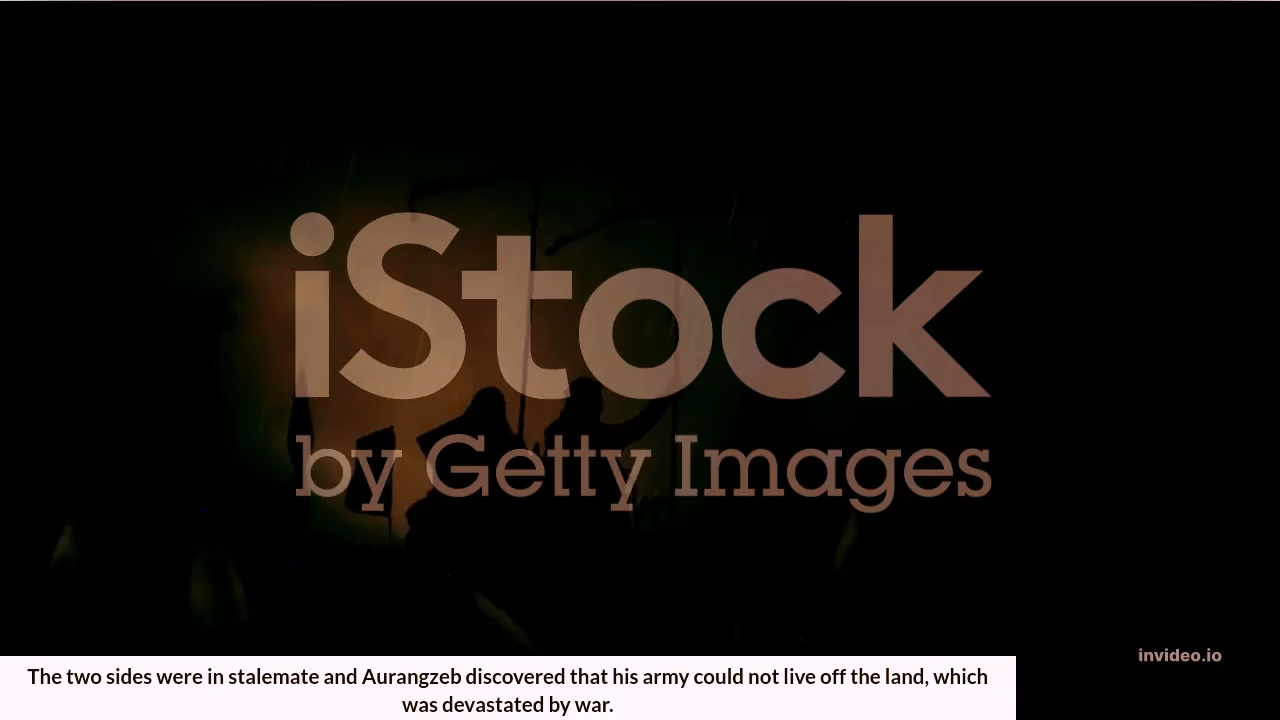 iStock
by Getty Images
invideo.io
The two sides were in stalemate and Aurangzeb discovered that his army could not live off the land, which
was devastated by war.